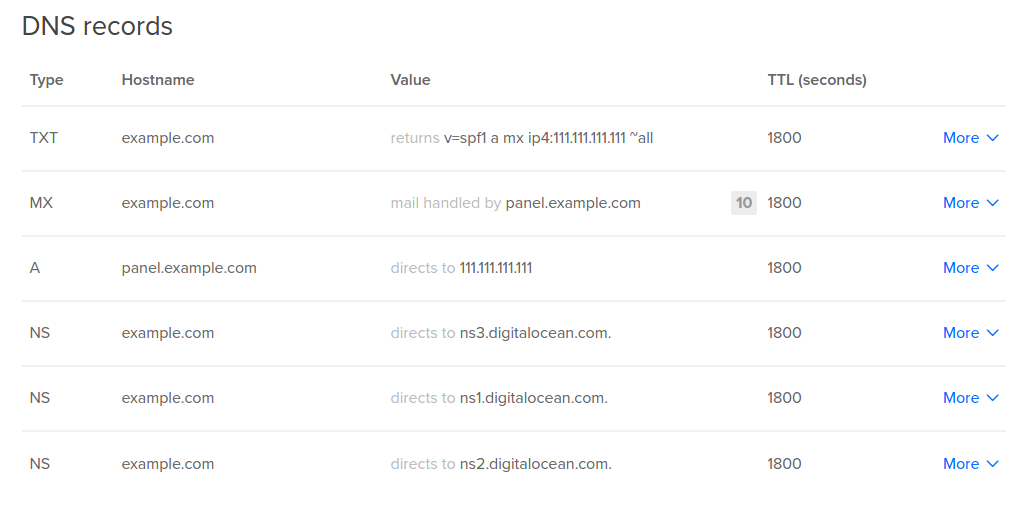 DNS records
Type Hostname Value TTL (seconds)
TXT example.com returns v=spf1 a mx ip4:111.111.111.111 ~all 1800 More
MX example.com mail handled by panel.example.com 10 1800 More
A panel.example.com directs to 111.111.111.111 1800 More
NS example.com directs to ns3.digitalocean.com. 1800 More
NS example.com directs to ns1.digitalocean.com. 1800 More
NS example.com directs to ns2.digitalocean.com. 1800 More